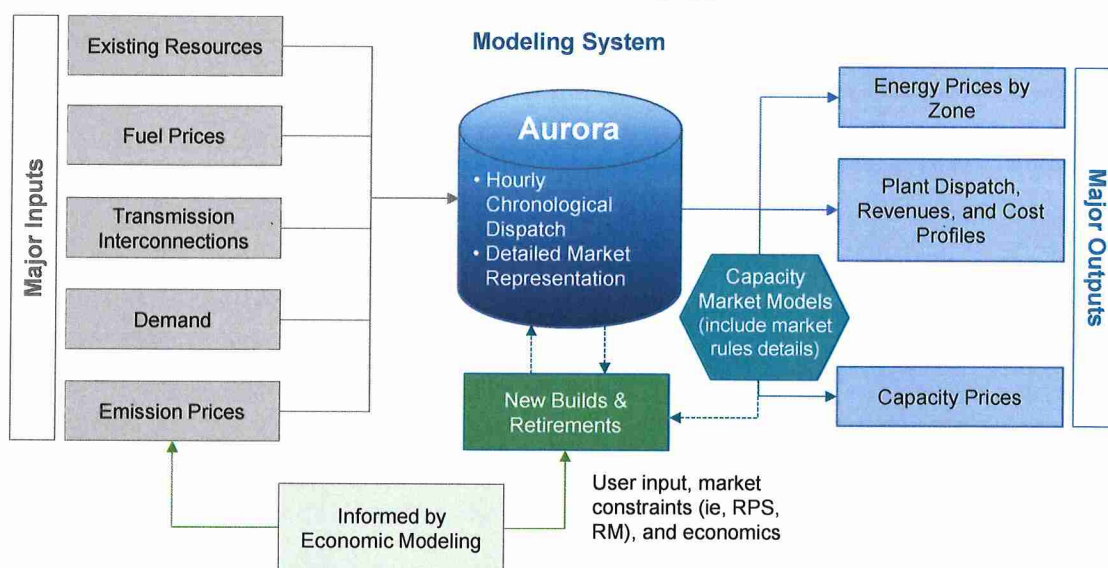 Major Inputs
Existing Resources
Fuel Prices
Transmission
Interconnections
Demand
Emission Prices
Modeling System
Aurora
• Hourly
Chronological
Dispatch
• Detailed Market
Representation
New Builds &
Retirements
Informed by
Economic Modeling
User input, market
constraints (ie, RPS,
RM), and economics
Capacity
Market Models
(include market
rules details)
Energy Prices by
Zone
Plant Dispatch,
Revenues, and Cost
Profiles
Capacity Prices
Major Outputs